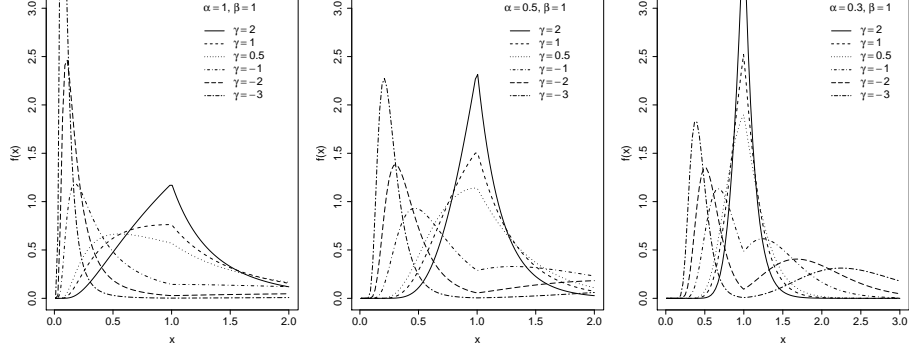 α = 1, β = 1
γ = 2
γ = 1
γ = 0.5
γ = −1
γ = −2
γ = −3
f(x)
3.0
2.5
2.0
1.5
1.0
0.5
0.0
0.0 0.5 1.0 1.5 2.0
x
α = 0.5, β = 1
γ = 2
γ = 1
γ = 0.5
γ = −1
γ = −2
γ = −3
f(x)
3.0
2.5
2.0
1.5
1.0
0.5
0.0
0.0 0.5 1.0 1.5 2.0
x
α = 0.3, β = 1
γ = 2
γ = 1
γ = 0.5
γ = −1
γ = −2
γ = −3
f(x)
3.0
2.5
2.0
1.5
1.0
0.5
0.0
0.0 0.5 1.0 1.5 2.0 2.5 3.0
x